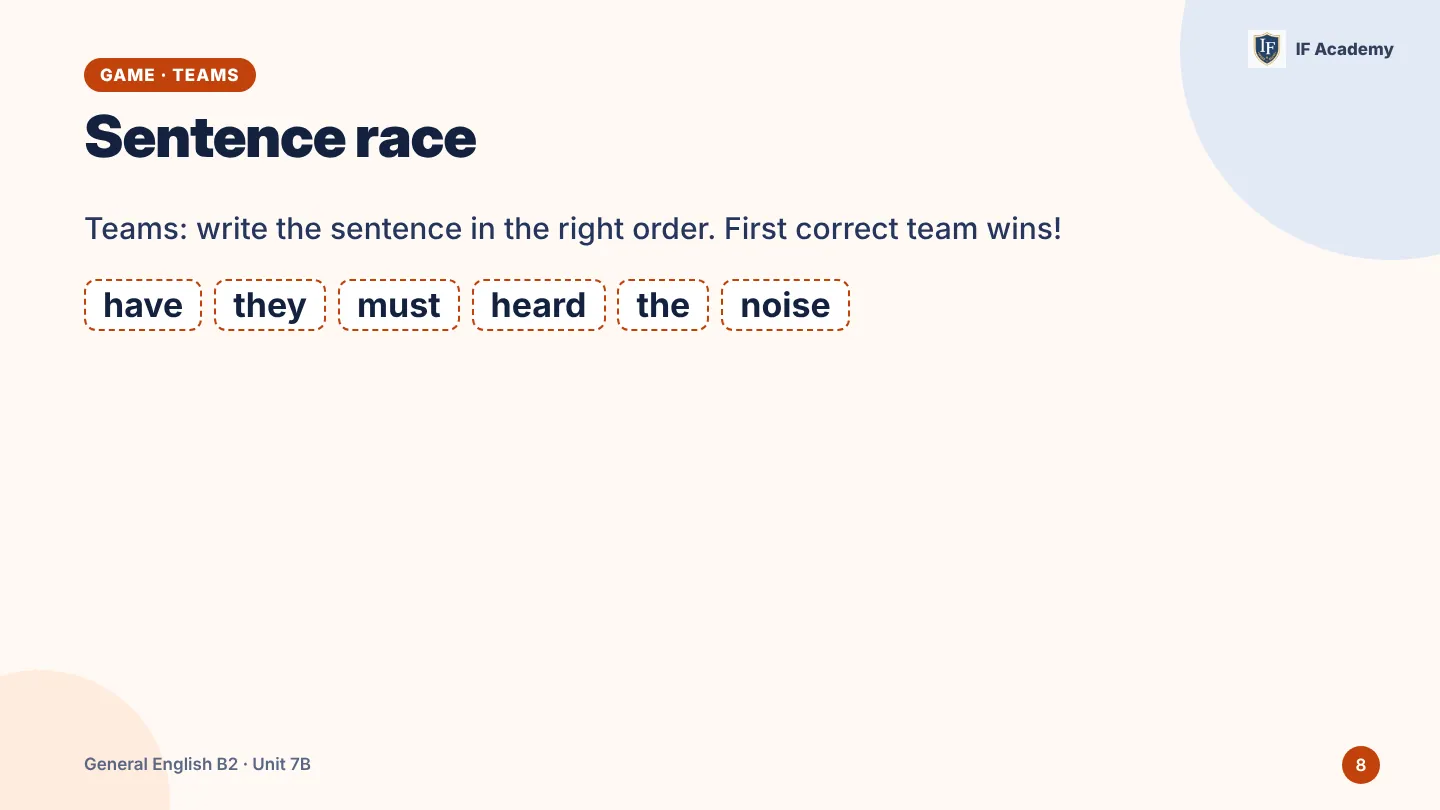 IF Academy
GAME · TEAMS
Sentence race
Teams: write the sentence in the right order. First correct team wins!
have they must heard the noise
General English B2 · Unit 7B
8